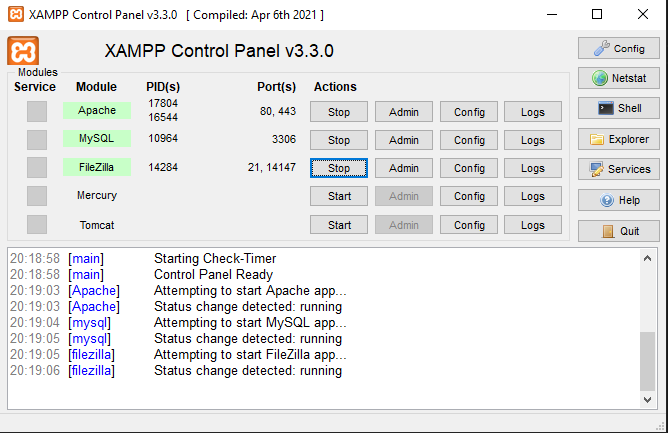 XAMPP Control Panel v3.3.0 [ Compiled: Apr 6th 2021 ]
XAMPP Control Panel v3.3.0
Config
Modules
Service Module PID(s) Port(s) Actions
Netstat
Apache 17804 16544 80, 443 Stop Admin Config Logs
Shell
MySQL 10964 3306 Stop Admin Config Logs
Explorer
FileZilla 14284 21, 14147 Stop Admin Config Logs
Services
Mercury Start Admin Config Logs
Help
Tomcat Start Admin Config Logs
Quit
20:18:58 [main] Starting Check-Timer
20:18:58 [main] Control Panel Ready
20:19:03 [Apache] Attempting to start Apache app...
20:19:03 [Apache] Status change detected: running
20:19:04 [mysql] Attempting to start MySQL app...
20:19:05 [mysql] Status change detected: running
20:19:05 [filezilla] Attempting to start FileZilla app...
20:19:06 [filezilla] Status change detected: running